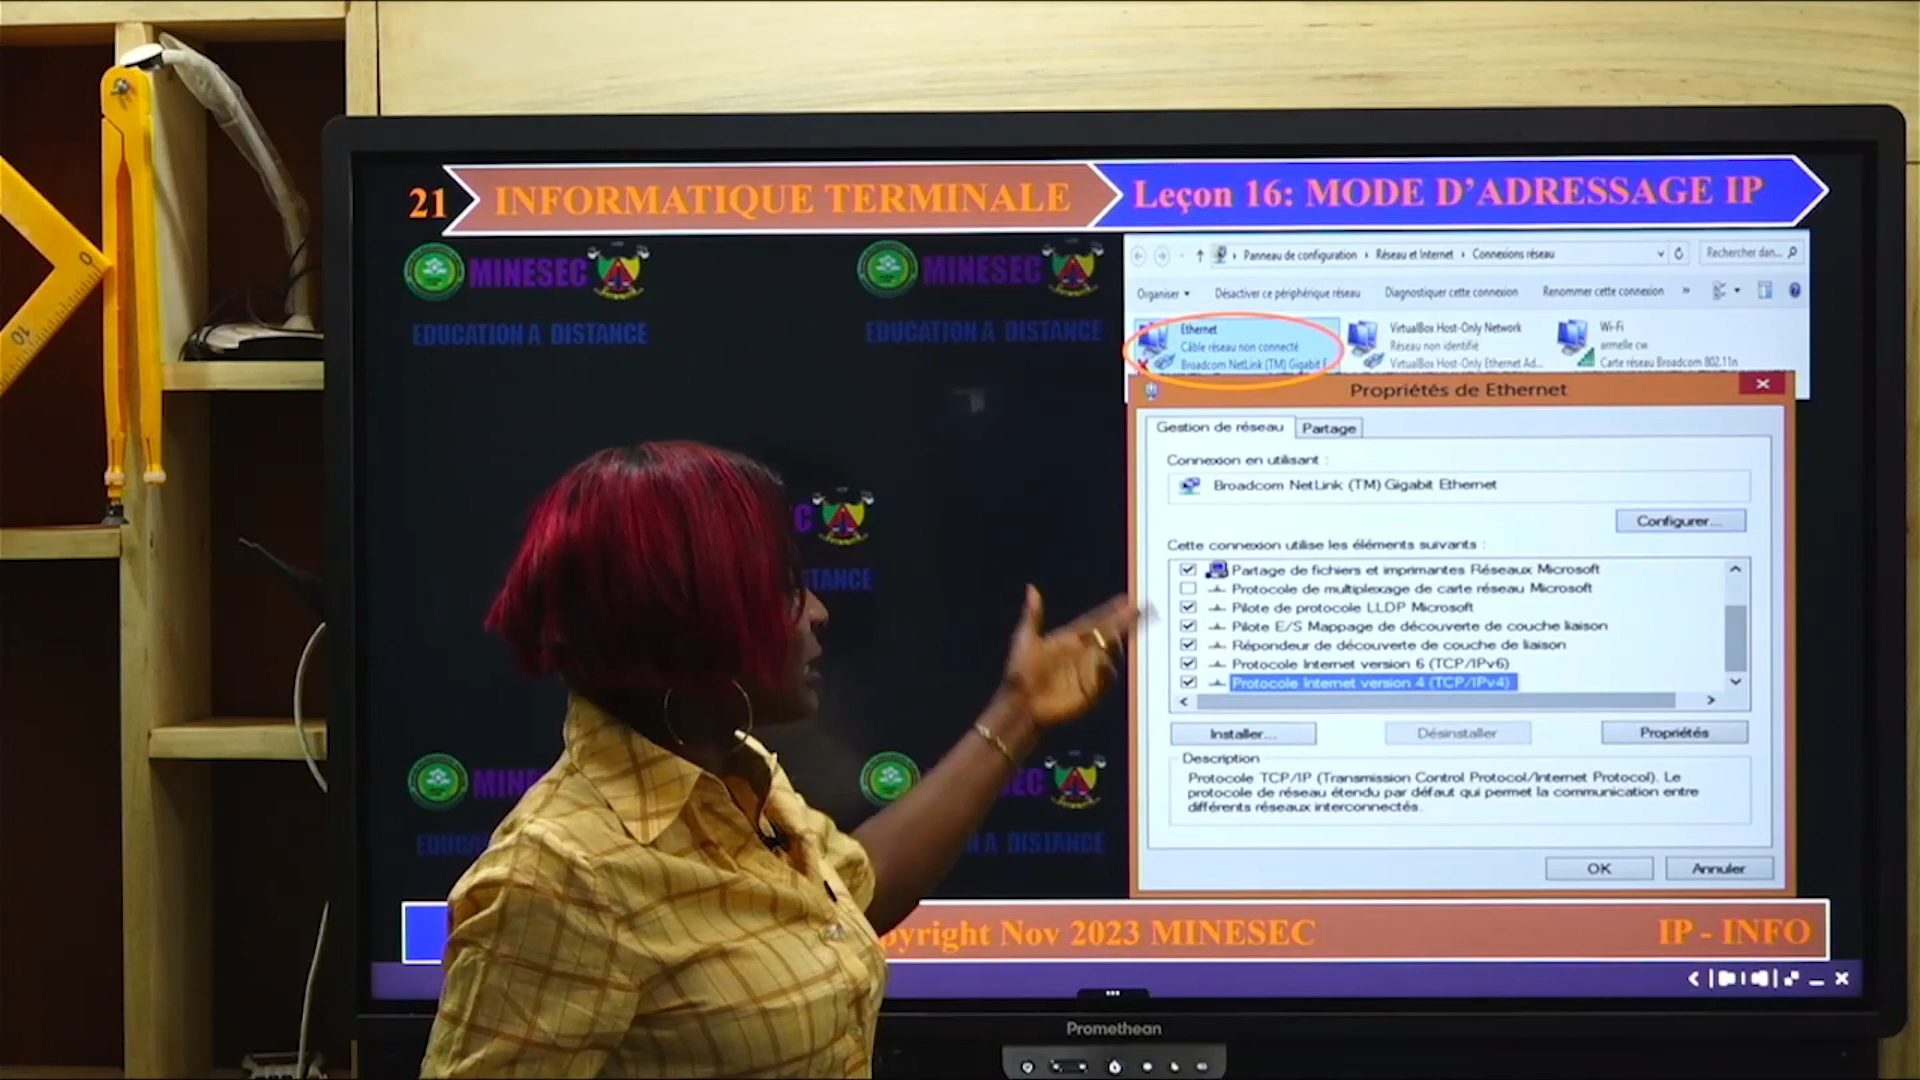 21 INFORMATIQUE TERMINALE Leçon 16: MODE D'ADRESSAGE IP
MINESEC
EDUCATION A DISTANCE
MINESEC
EDUCATION A DISTANCE
Panneau de configuration › Réseau et Internet › Connexions réseau
Rechercher dan...
Organiser
Désactiver ce périphérique réseau
Diagnostiquer cette connexion
Renommer cette connexion
»
Ethernet
Câble réseau non connecté
Broadcom NetLink (TM) Gigabit E
VirtualBox Host-Only Network
Réseau non identifié
VirtualBox Host-Only Ethernet Ad...
Wi-Fi
armelle cw
Carte réseau Broadcom 802.11n
Propriétés de Ethernet
Gestion de réseau
Partage
Connexion en utilisant :
Broadcom NetLink (TM) Gigabit Ethernet
Configurer...
Cette connexion utilise les éléments suivants :
Partage de fichiers et imprimantes Réseaux Microsoft
Protocole de multiplexage de carte réseau Microsoft
Pilote de protocole LLDP Microsoft
Pilote E/S Mappage de découverte de couche liaison
Répondeur de découverte de couche de liaison
Protocole Internet version 6 (TCP/IPv6)
Protocole Internet version 4 (TCP/IPv4)
Installer...
Désinstaller
Propriétés
Description
Protocole TCP/IP (Transmission Control Protocol/Internet Protocol). Le
protocole de réseau étendu par défaut qui permet la communication entre
différents réseaux interconnectés.
OK
Annuler
C
TANCE
MIN
EDUC
EC
N A DISTANCE
pyright Nov 2023 MINESEC
IP - INFO
Promethean
0
10